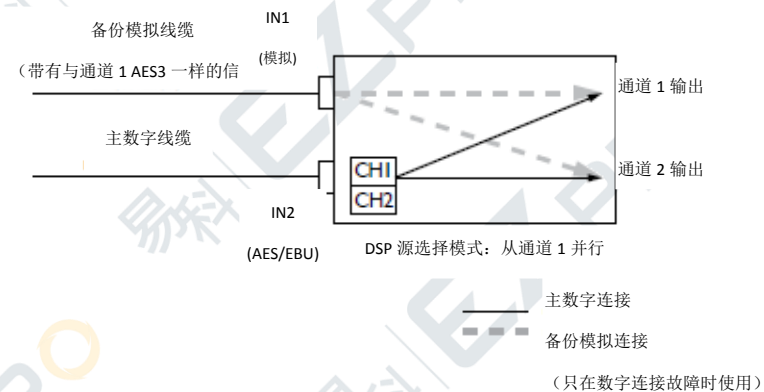 备份模拟线缆
IN1
（带有与通道 1 AES3 一样的信
(模拟)
主数字线缆
通道 1 输出
CH1
CH2
通道 2 输出
IN2
(AES/EBU)
DSP 源选择模式：从通道 1 并行
主数字连接
备份模拟连接
（只在数字连接故障时使用）
易科
EZPRO